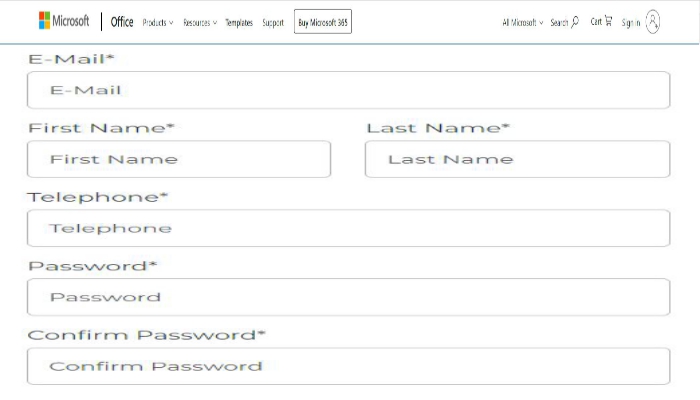 Microsoft Office Products Resources Templates Support Buy Microsoft 365 All Microsoft Search Cart Sign in
E-Mail*
E-Mail
First Name* Last Name*
First Name Last Name
Telephone*
Telephone
Password*
Password
Confirm Password*
Confirm Password